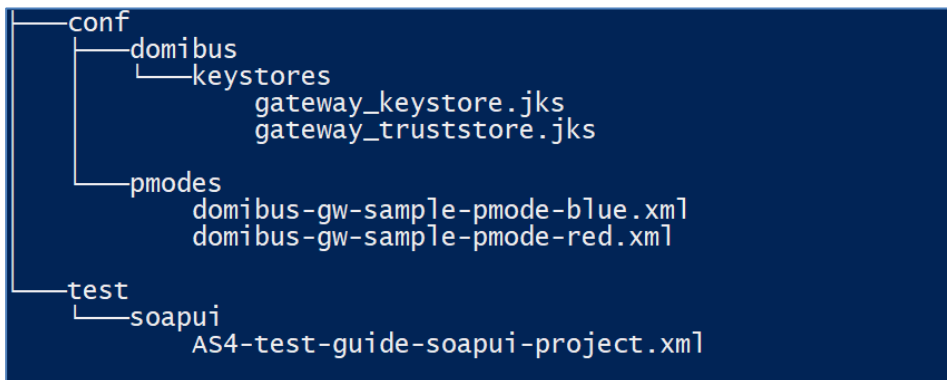 conf
domibus
keystores
gateway_keystore.jks
gateway_truststore.jks
pmodes
domibus-gw-sample-pmode-blue.xml
domibus-gw-sample-pmode-red.xml
test
soapui
AS4-test-guide-soapui-project.xml